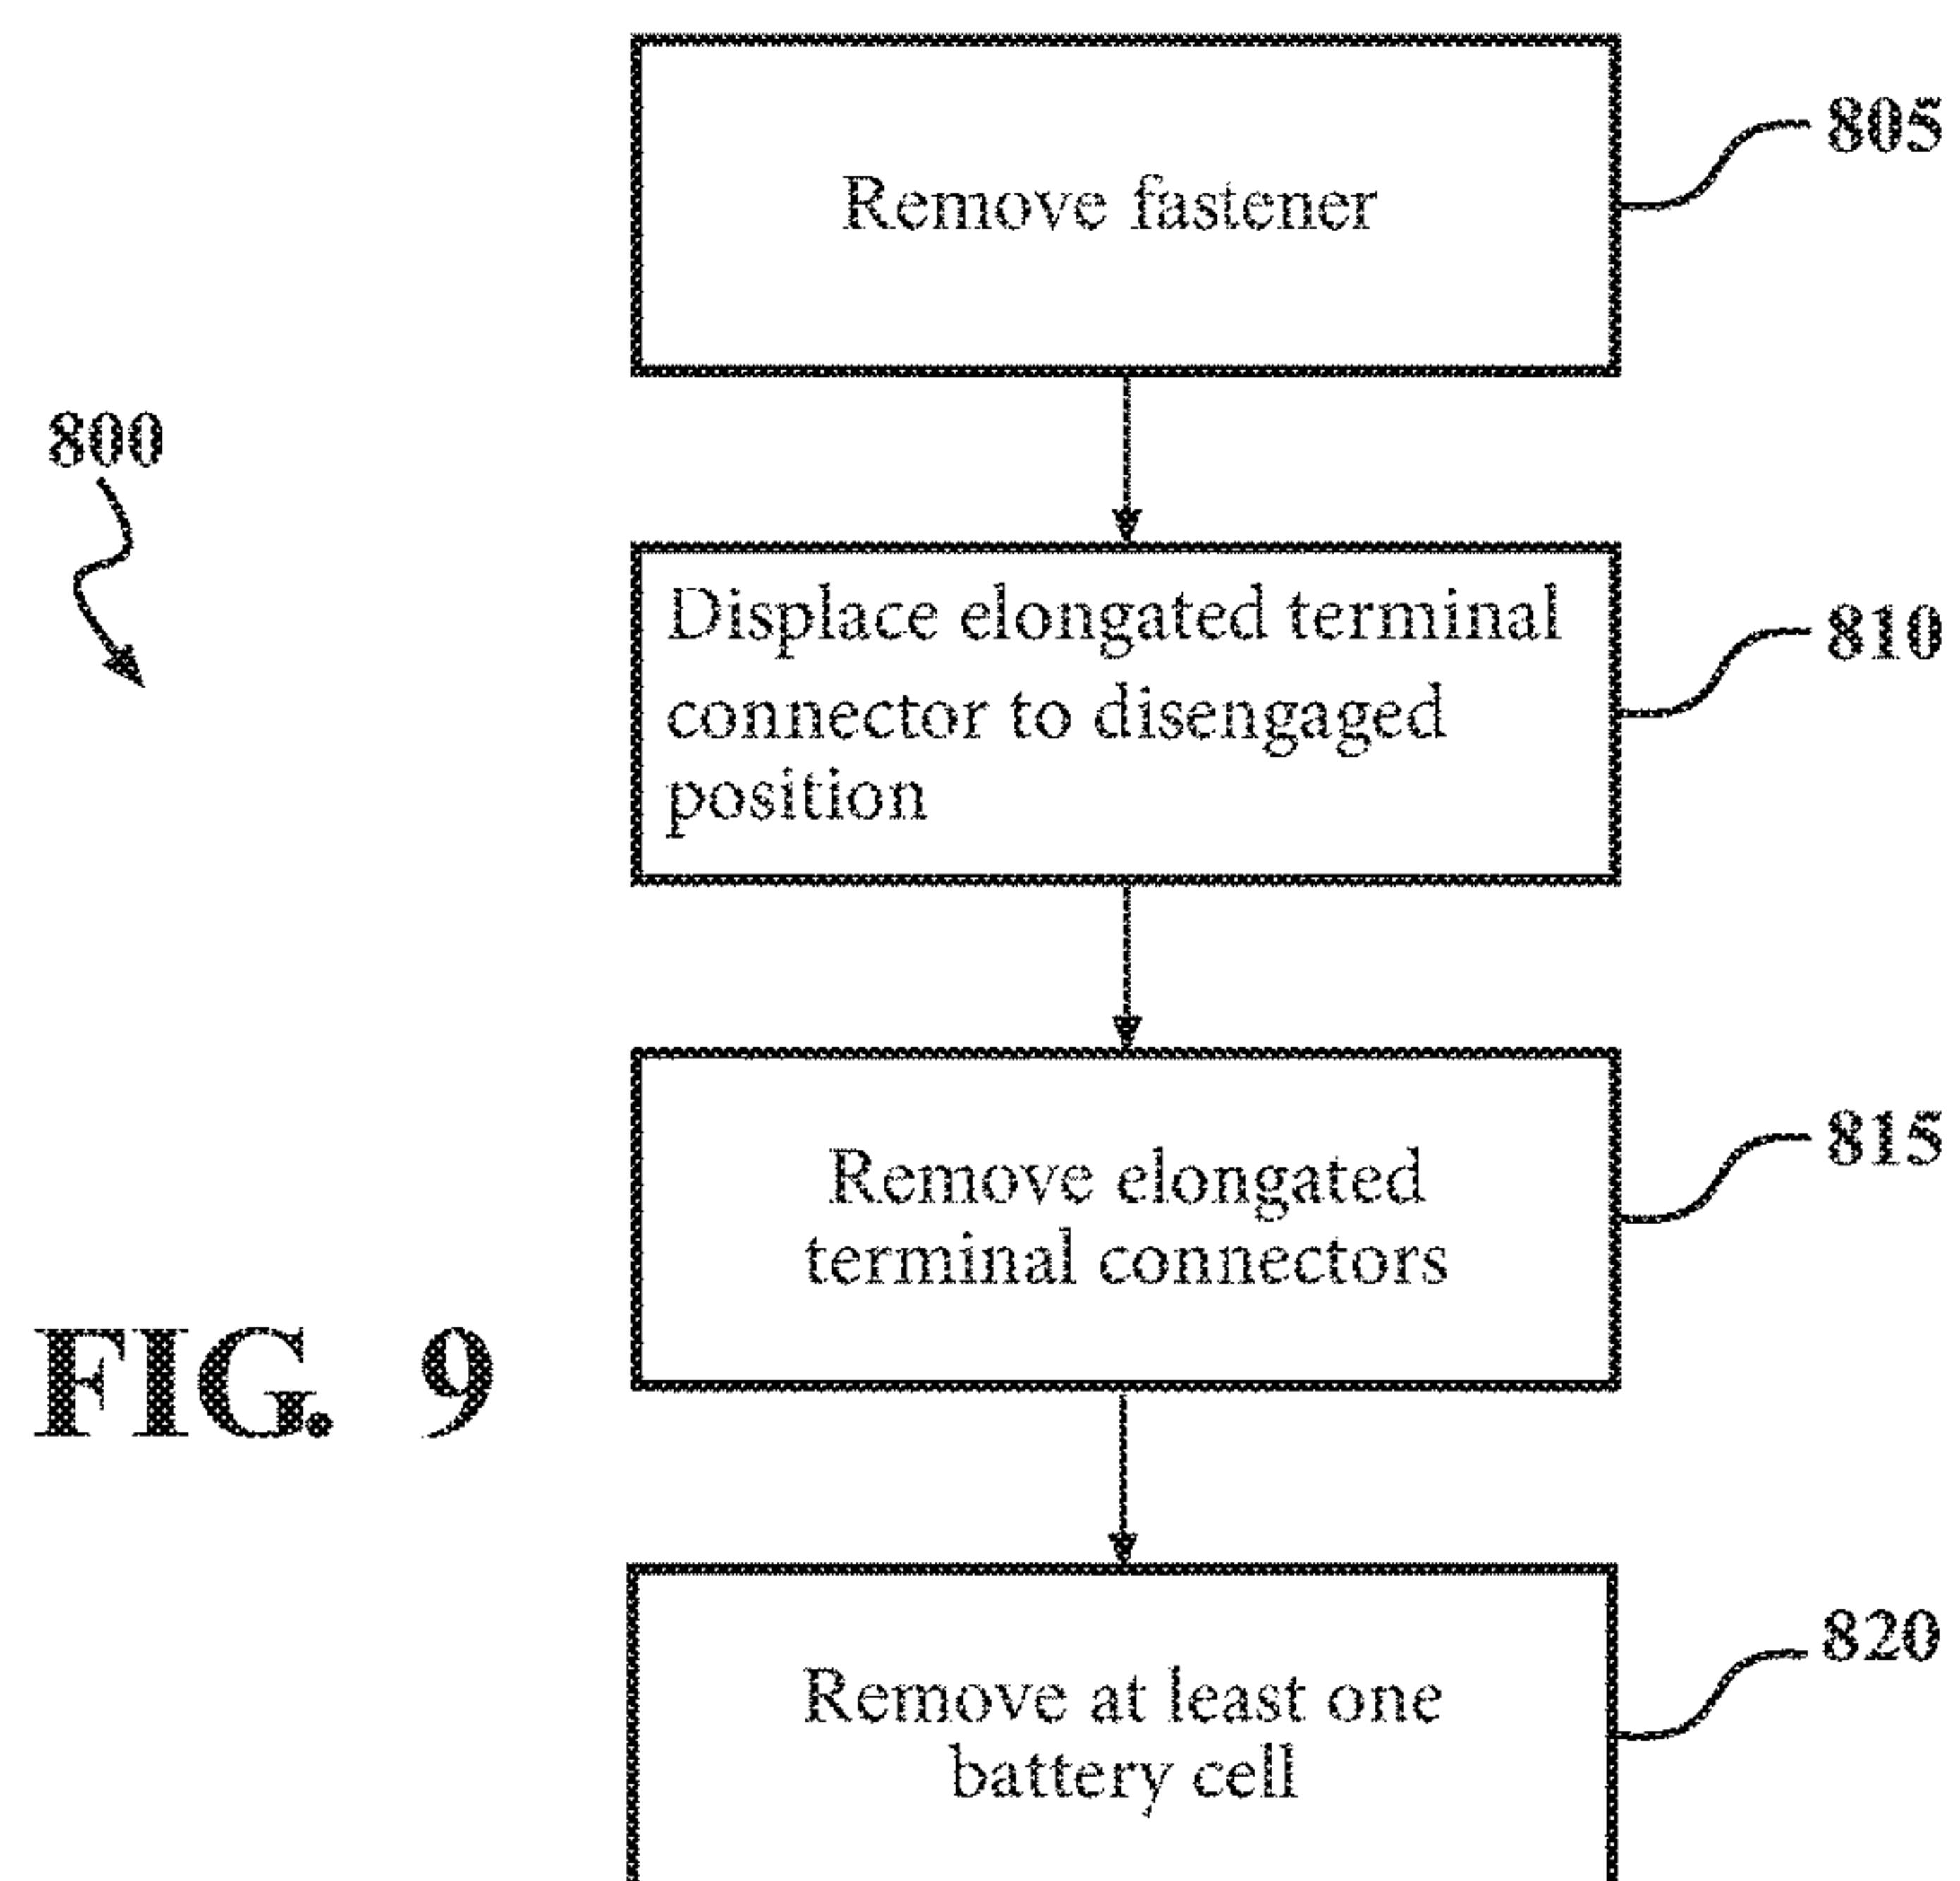 Remove fastener
805
800
Displace elongated terminal
connector to disengaged
position
810
Remove elongated
terminal connectors
815
FIG. 9
Remove at least one
battery cell
820